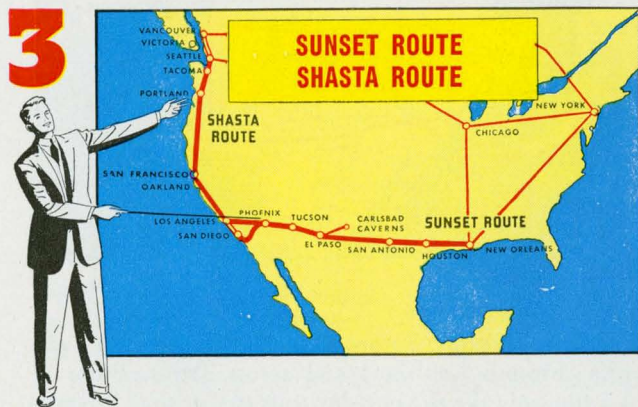 3
SUNSET ROUTE
SHASTA ROUTE
VANCOUVER
VICTORIA
SEATTLE
TACOMA
PORTLAND
SHASTA
ROUTE
NEW YORK
CHICAGO
SAN FRANCISCO
OAKLAND
LOS ANGELES
SAN DIEGO
PHOENIX
TUCSON
EL PASO
CARLSBAD
CAVERNS
SAN ANTONIO
HOUSTON
SUNSET ROUTE
NEW ORLEANS